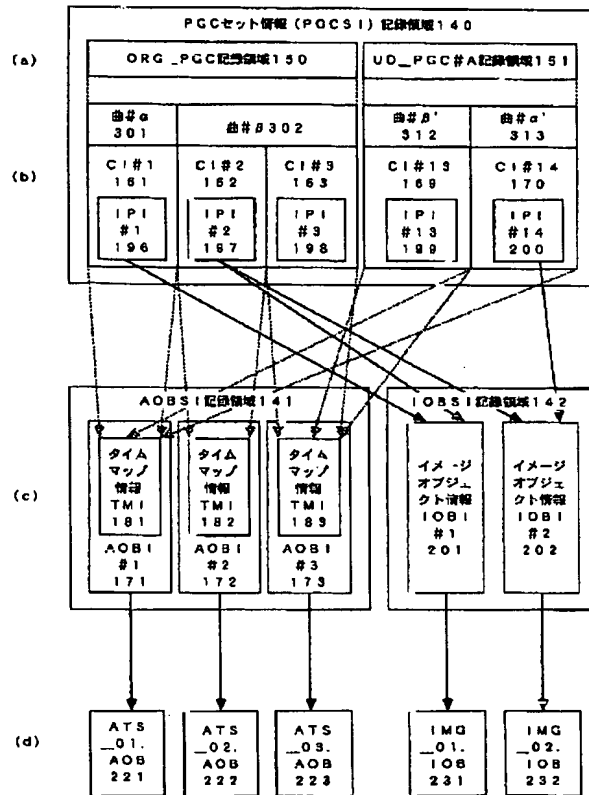 PGCセット情報(PGCSI)記録領域140
(a)
ORG_PGC記録領域150
UD_PGC#A記録領域151
曲#α
301
曲#β302
曲#β'
312
曲#α'
313
(b)
CI#1
161
CI#2
162
CI#3
163
CI#13
169
CI#14
170
IPI
#1
196
IPI
#2
197
IPI
#3
198
IPI
#13
199
IPI
#14
200
AOBSI記録領域141
IOBSI記録領域142
(c)
タイム
マップ
情報
TMI
181
タイム
マップ
情報
TMI
182
タイム
マップ
情報
TMI
183
イメージ
オブジェ
クト情報
IOBI
#1
201
イメージ
オブジェ
クト情報
IOBI
#2
202
AOBI
#1
171
AOBI
#2
172
AOBI
#3
173
(d)
ATS
_01.
AOB
221
ATS
_02.
AOB
222
ATS
_03.
AOB
223
IMG
_01.
IOB
231
IMG
_02.
IOB
232